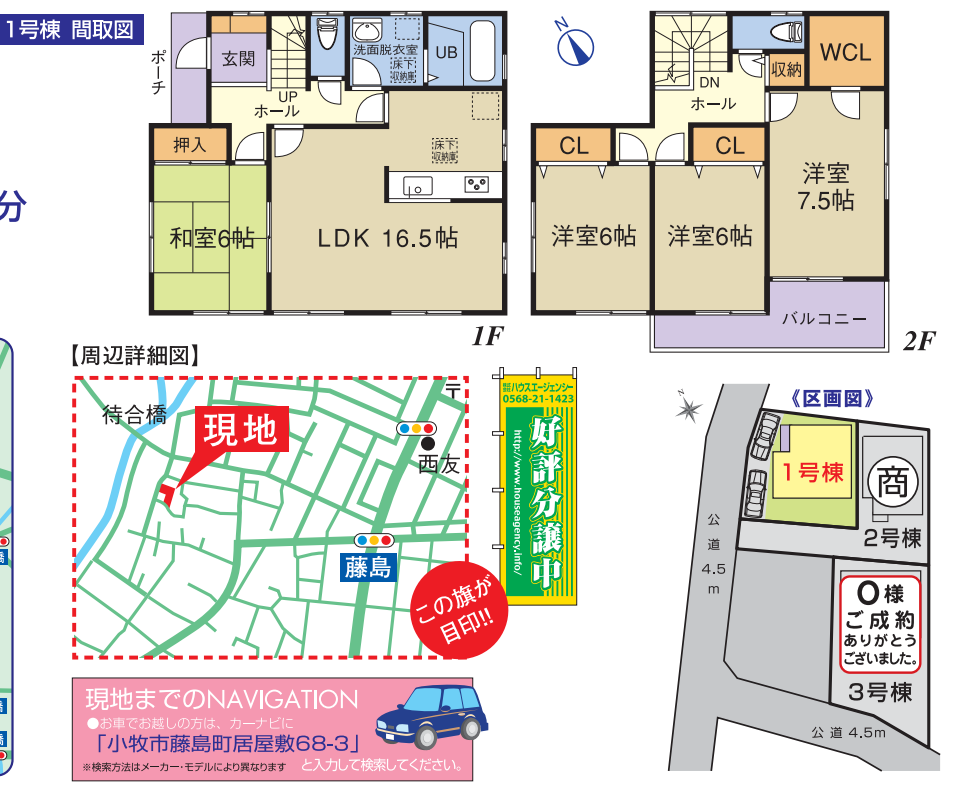 1号棟 間取図
ポーチ
玄関
UP
ホール
洗面脱衣室
床下
収納庫
UB
押入
床下
収納庫
和室6帖
LDK 16.5帖
1F
N
DN
ホール
収納
WCL
CL
CL
洋室
7.5帖
洋室6帖
洋室6帖
バルコニー
2F
分
【周辺詳細図】
待合橋
現地
〒
西友
藤島
この旗が
目印!!
ハウスエージェンシー
0568-21-1423
好評分譲中
http://www.houseagency.info/
N
《区画図》
1号棟
商
2号棟
公道4.5m
O様
ご成約
ありがとう
ございました。
3号棟
公道 4.5m
現地までのNAVIGATION
●お車でお越しの方は、カーナビに
「小牧市藤島町居屋敷68-3」
※検索方法はメーカー・モデルにより異なります
と入力して検索してください。